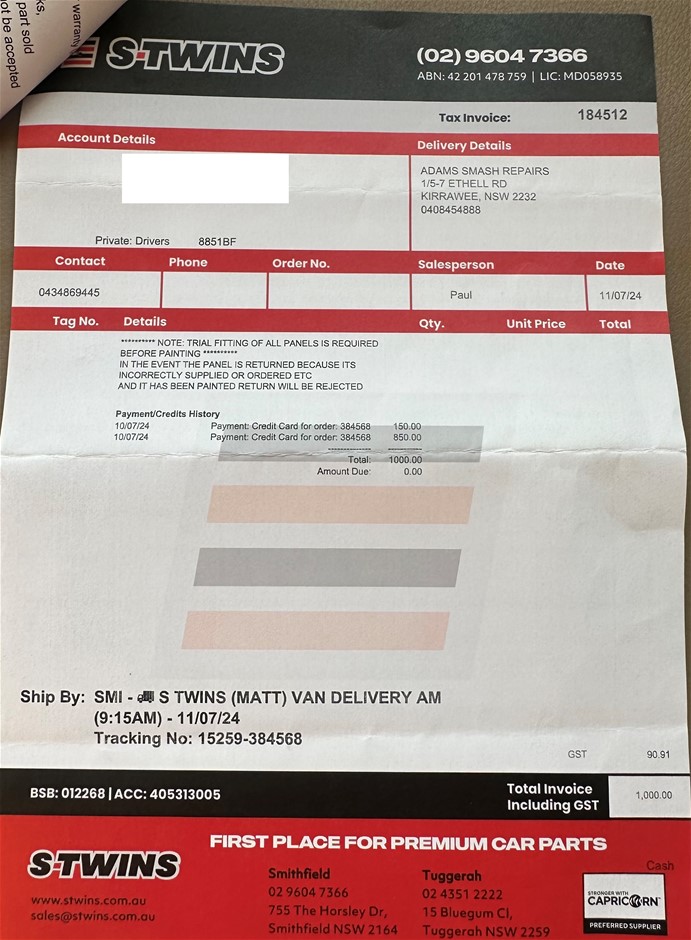 ks,
part sold
not be accepted
warranty
S-TWINS
(02) 9604 7366
ABN: 42 201 478 759 | LIC: MD058935
Tax Invoice: 184512
Account Details
Delivery Details
ADAMS SMASH REPAIRS
1/5-7 ETHELL RD
KIRRAWEE, NSW 2232
0408454888
Private: Drivers 8851BF
Contact Phone Order No. Salesperson Date
0434869445 Paul 11/07/24
Tag No. Details Qty. Unit Price Total
********** NOTE: TRIAL FITTING OF ALL PANELS IS REQUIRED
BEFORE PAINTING **********
IN THE EVENT THE PANEL IS RETURNED BECAUSE ITS
INCORRECTLY SUPPLIED OR ORDERED ETC
AND IT HAS BEEN PAINTED RETURN WILL BE REJECTED
Payment/Credits History
10/07/24 Payment: Credit Card for order: 384568 150.00
10/07/24 Payment: Credit Card for order: 384568 850.00
Total: 1000.00
Amount Due: 0.00
Ship By: SMI - S TWINS (MATT) VAN DELIVERY AM
(9:15AM) - 11/07/24
Tracking No: 15259-384568
GST 90.91
BSB: 012268 | ACC: 405313005
Total Invoice
Including GST
1,000.00
FIRST PLACE FOR PREMIUM CAR PARTS
Cash
S-TWINS
www.stwins.com.au
sales@stwins.com.au
Smithfield
02 9604 7366
755 The Horsley Dr,
Smithfield NSW 2164
Tuggerah
02 4351 2222
15 Bluegum Cl,
Tuggerah NSW 2259
STRONGER WITH
CAPRICORN
PREFERRED SUPPLIER